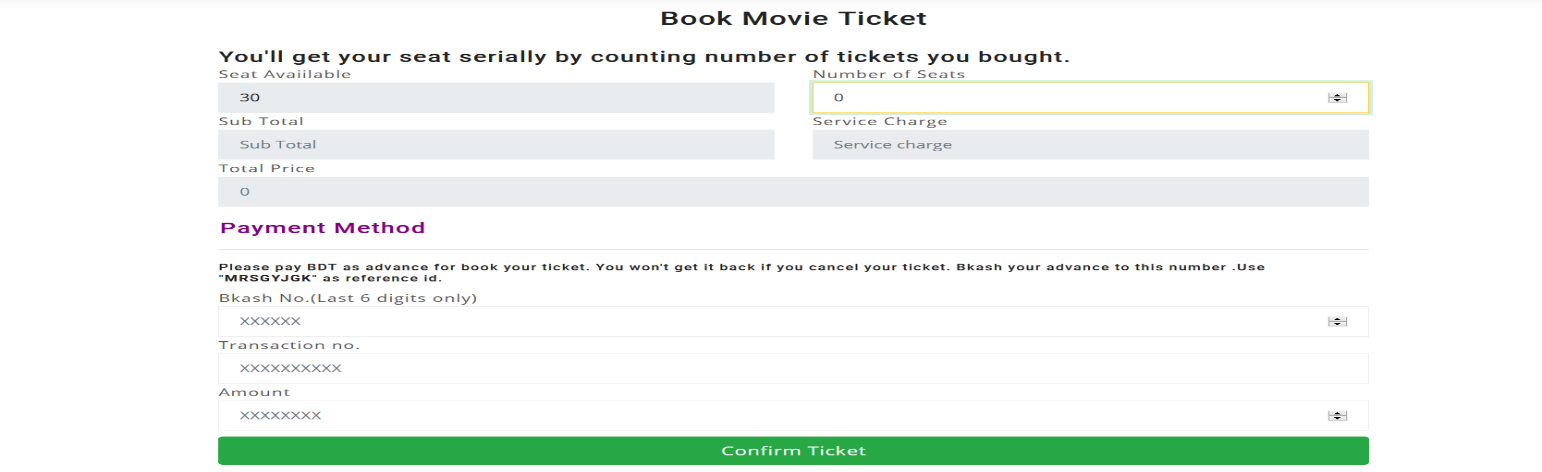 Book Movie Ticket
You'll get your seat serially by counting number of tickets you bought.
Seat Avaiilable
Number of Seats
30
0
Sub Total
Service Charge
Sub Total
Service charge
Total Price
0
Payment Method
Please pay BDT as advance for book your ticket. You won't get it back if you cancel your ticket. Bkash your advance to this number .Use
"MRSGYJGK" as reference id.
Bkash No.(Last 6 digits only)
XXXXXX
Transaction no.
XXXXXXXXXX
Amount
XXXXXXXX
Confirm Ticket